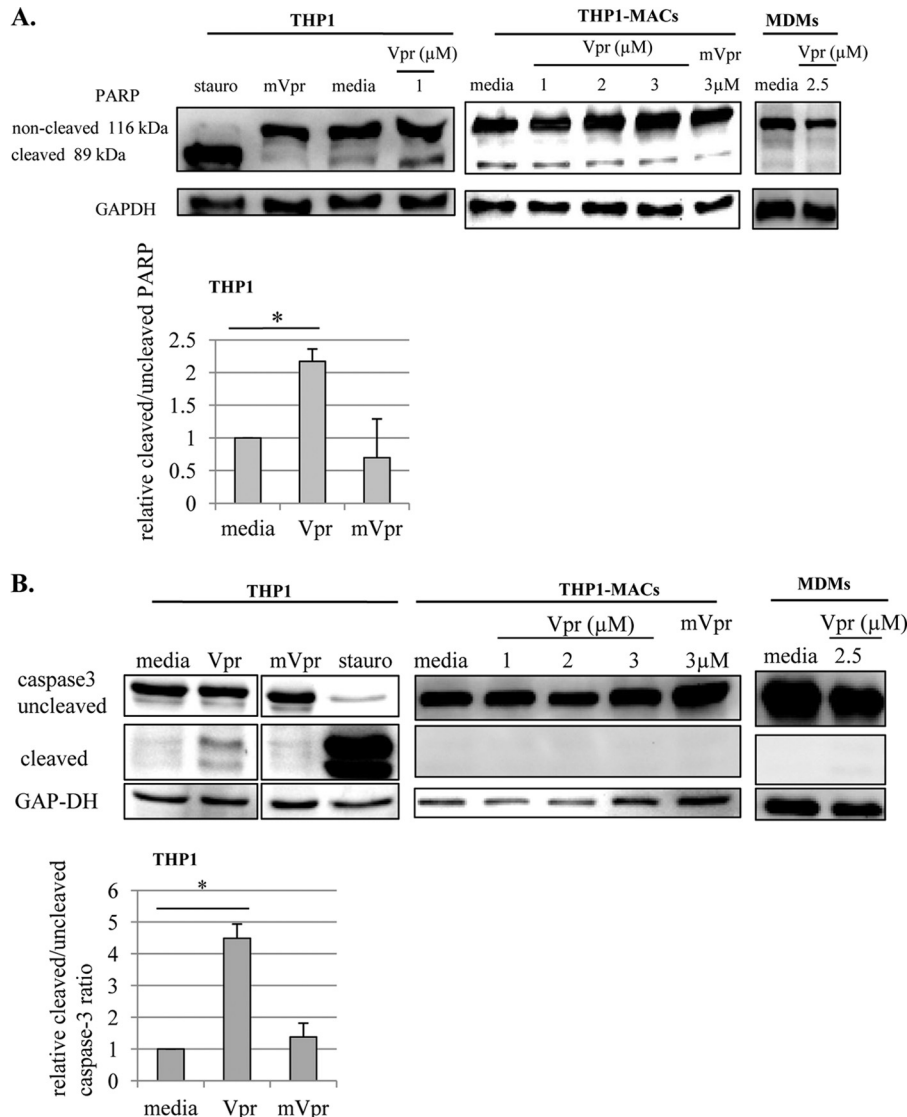 A.
THP1
THP1-MACs
MDMs
Vpr (µM)
Vpr (µM)
mVpr
Vpr (µM)
stauro mVpr media 1
media 1 2 3 3µM
media 2.5
PARP
non-cleaved 116 kDa
cleaved 89 kDa
GAPDH
THP1
relative cleaved/uncleaved PARP
*
2.5
2
1.5
1
0.5
0
media Vpr mVpr
B.
THP1
THP1-MACs
MDMs
Vpr (µM)
mVpr
Vpr (µM)
media Vpr mVpr stauro
media 1 2 3 3µM
media 2.5
caspase3
uncleaved
cleaved
GAP-DH
THP1
relative cleaved/uncleaved
caspase-3 ratio
*
6
5
4
3
2
1
0
media Vpr mVpr